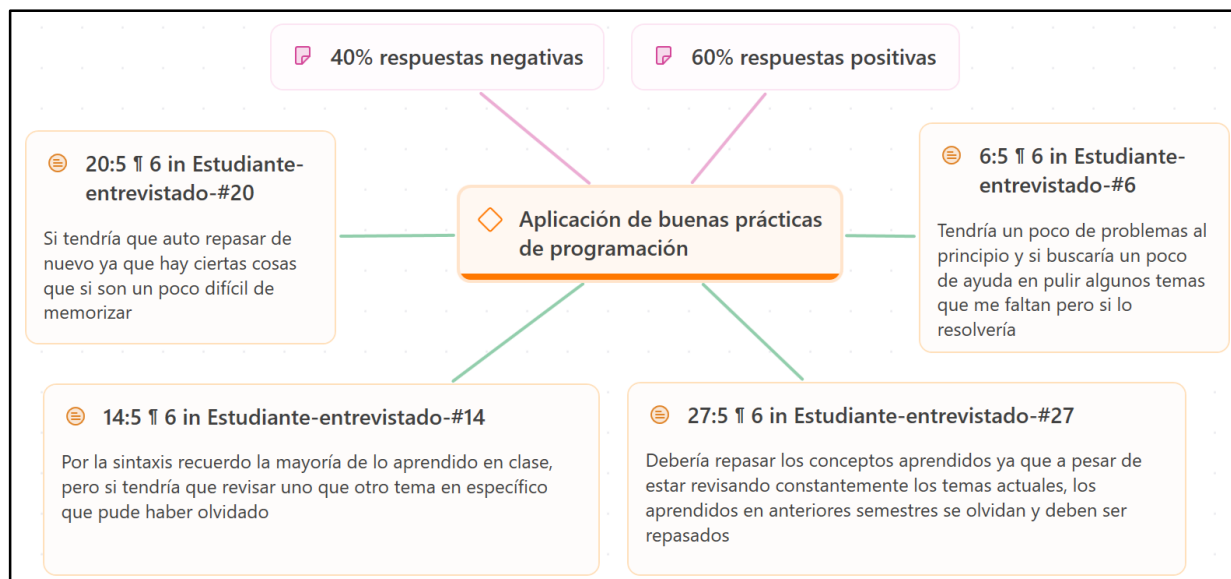 40% respuestas negativas
60% respuestas positivas
20:5 ¶ 6 in Estudiante-
entrevistado-#20
Si tendría que auto repasar de
nuevo ya que hay ciertas cosas
que si son un poco difícil de
memorizar
Aplicación de buenas prácticas
de programación
6:5 ¶ 6 in Estudiante-
entrevistado-#6
Tendría un poco de problemas al
principio y si buscaría un poco
de ayuda en pulir algunos temas
que me faltan pero si lo
resolvería
14:5 ¶ 6 in Estudiante-entrevistado-#14
Por la sintaxis recuerdo la mayoría de lo aprendido en clase,
pero si tendría que revisar uno que otro tema en específico
que pude haber olvidado
27:5 ¶ 6 in Estudiante-entrevistado-#27
Debería repasar los conceptos aprendidos ya que a pesar de
estar revisando constantemente los temas actuales, los
aprendidos en anteriores semestres se olvidan y deben ser
repasados